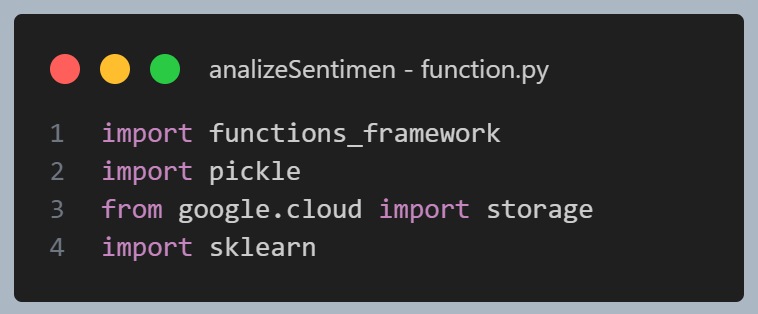 analizeSentimen - function.py
1 import functions_framework
2 import pickle
3 from google.cloud import storage
4 import sklearn